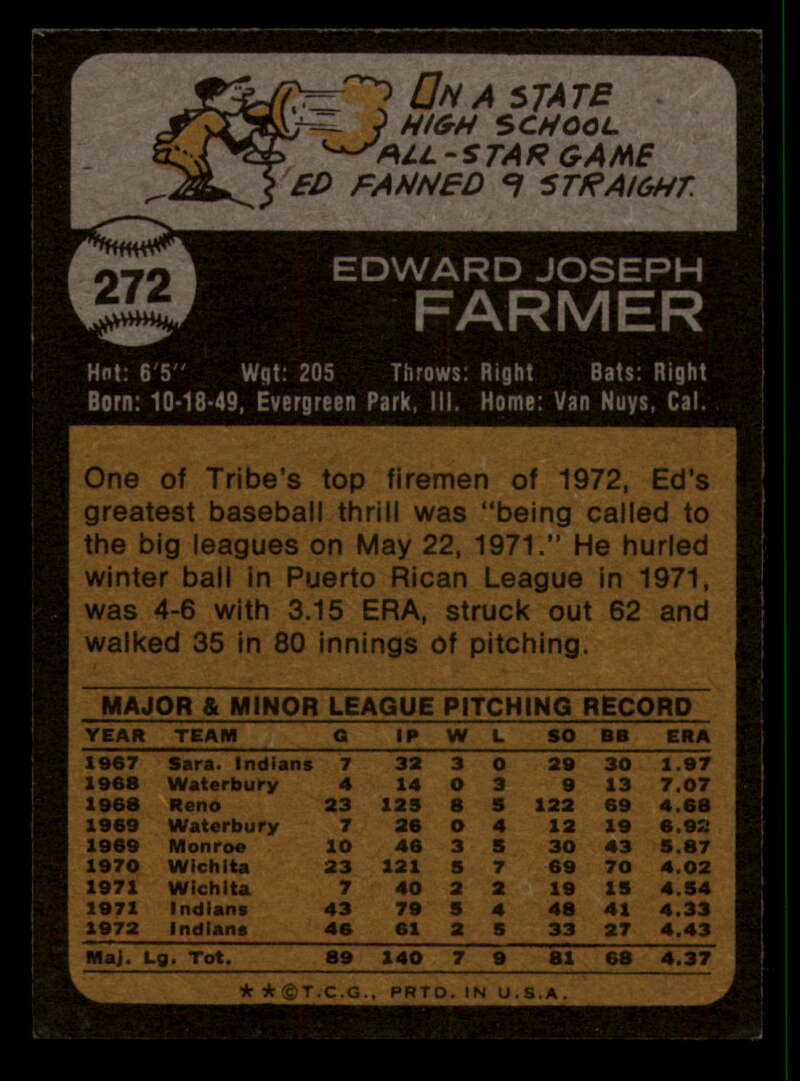 ON A STATE
HIGH SCHOOL
ALL-STAR GAME
ED FANNED 9 STRAIGHT.
272
EDWARD JOSEPH
FARMER
Hgt: 6'5" Wgt: 205 Throws: Right Bats: Right
Born: 10-18-49, Evergreen Park, Ill. Home: Van Nuys, Cal.
One of Tribe's top firemen of 1972, Ed's
greatest baseball thrill was "being called to
the big leagues on May 22, 1971." He hurled
winter ball in Puerto Rican League in 1971,
was 4-6 with 3.15 ERA, struck out 62 and
walked 35 in 80 innings of pitching.
MAJOR & MINOR LEAGUE PITCHING RECORD
YEAR TEAM G IP W L SO BB ERA
1967 Sara. Indians 7 32 3 0 29 30 1.97
1968 Waterbury 4 14 0 3 9 13 7.07
1968 Reno 23 125 8 5 122 69 4.68
1969 Waterbury 7 26 0 4 12 19 6.92
1969 Monroe 10 46 3 5 30 43 5.87
1970 Wichita 23 121 5 7 69 70 4.02
1971 Wichita 7 40 2 2 19 15 4.54
1971 Indians 43 79 5 4 48 41 4.33
1972 Indians 46 61 2 5 33 27 4.43
Maj. Lg. Tot. 89 140 7 9 81 68 4.37
★ ★ © T.C.G., PRTD. IN U.S.A.